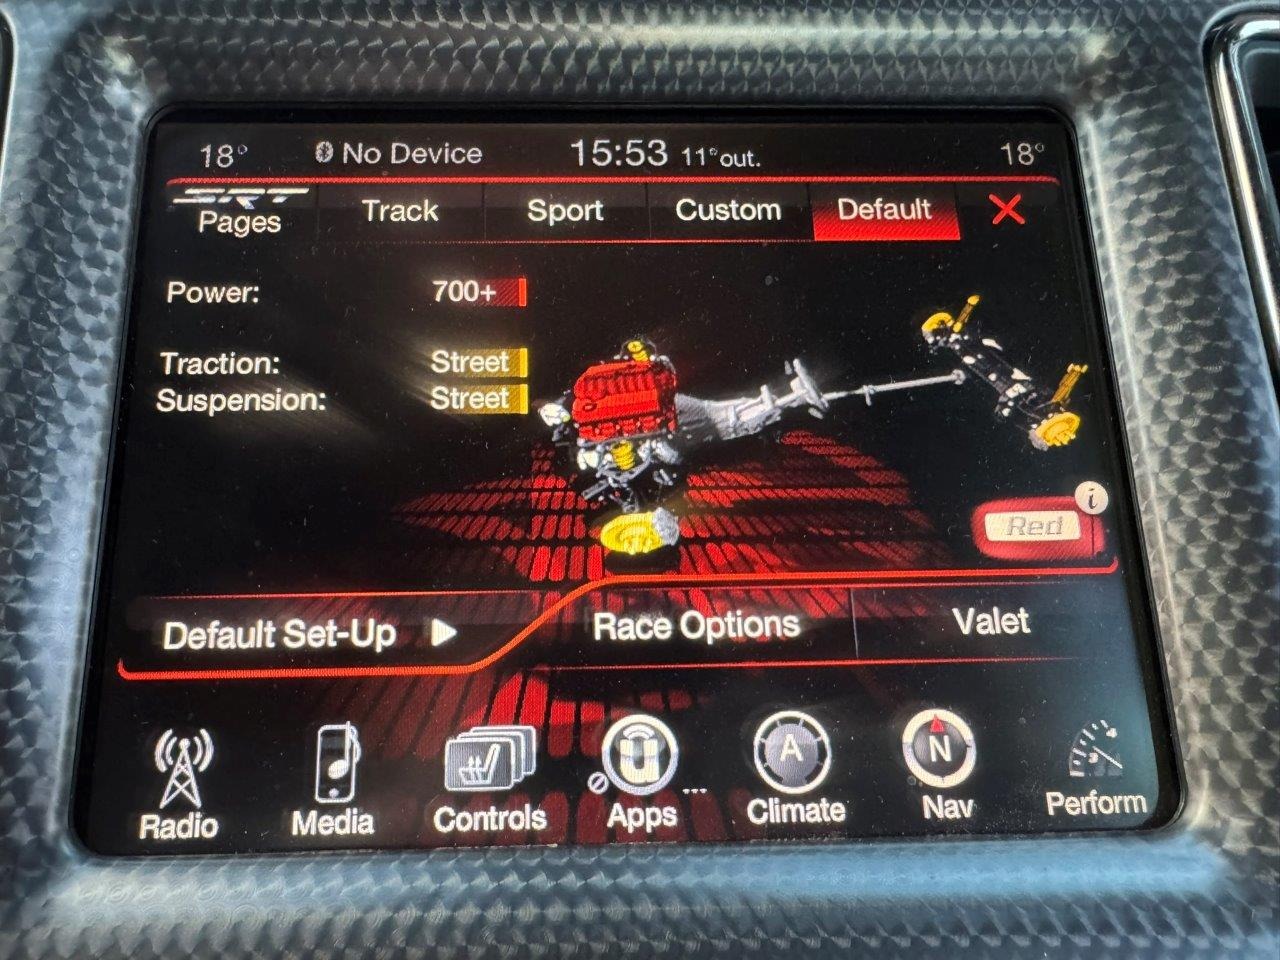 18° No Device 15:53 11°out. 18°
SRT
Pages Track Sport Custom Default
Power: 700+
Traction: Street
Suspension: Street
i
Red
Default Set-Up Race Options Valet
A N
Radio Media Controls Apps Climate Nav Perform